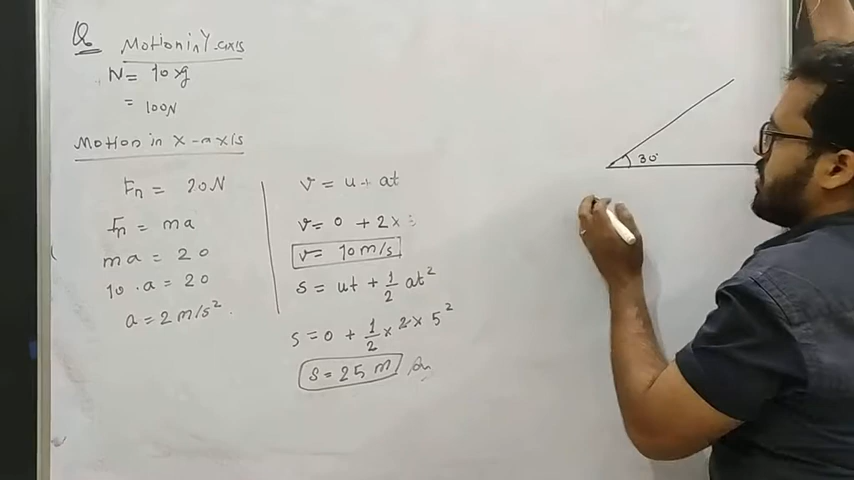 Q Motion in Y-axis
N = 10 x g
= 100N
Motion in X-axis
Fn = 20N
Fn = ma
ma = 20
10 . a = 20
a = 2 m/s²
v = u + at
v = 0 + 2x
v = 10 m/s
s = ut + 1/2 at²
s = 0 + 1/2 x 2 x 5²
s = 25 m
30°